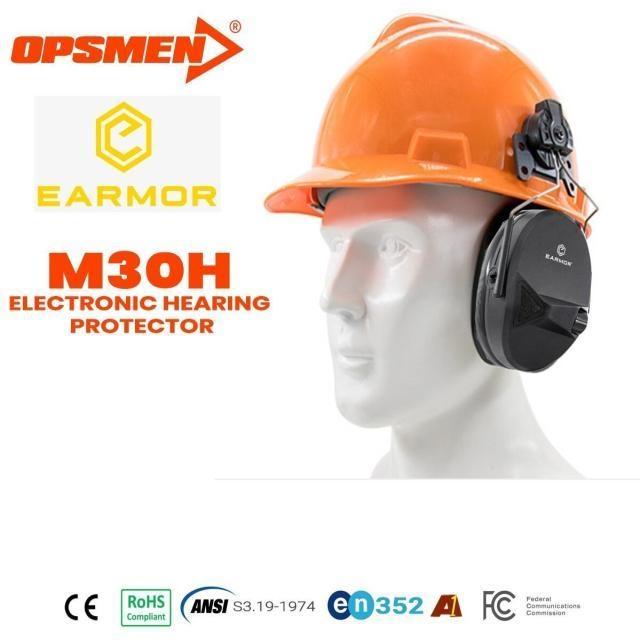 OPSMEN®
EARMOR
M30H
ELECTRONIC HEARING
PROTECTOR
EARMOR
CE
RoHS
Compliant
ANSI S3.19-1974
en352
A1
FC
Federal
Communications
Commission